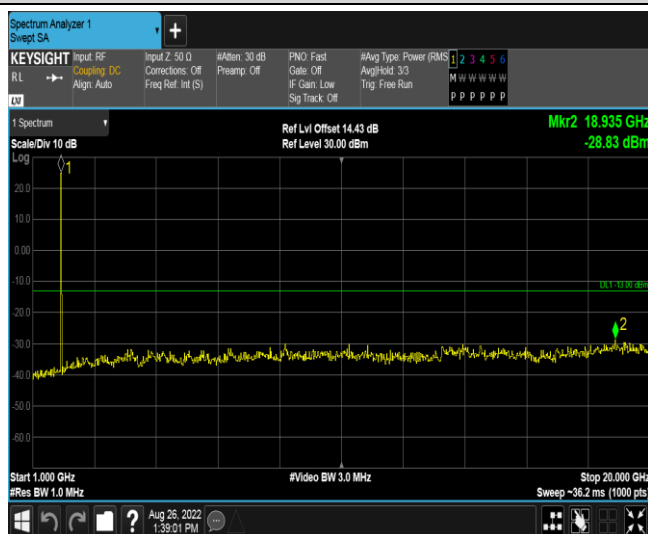 Spectrum Analyzer 1
Swept SA
+
KEYSIGHT
RL
LXI
Input: RF
Coupling: DC
Align: Auto
Input Z: 50 Ω
Corrections: Off
Freq Ref: Int (S)
#Atten: 30 dB
Preamp: Off
PNO: Fast
Gate: Off
IF Gain: Low
Sig Track: Off
#Avg Type: Power (RMS
Avg|Hold: 3/3
Trig: Free Run
1 2 3 4 5 6
M W W W W W
P P P P P P
1 Spectrum
Scale/Div 10 dB
Log
Ref Lvl Offset 14.43 dB
Ref Level 30.00 dBm
Mkr2 18.935 GHz
-28.83 dBm
1
20.0
10.0
0.00
-10.0
DL1 -13.00 dBm
2
-20.0
-30.0
-40.0
-50.0
-60.0
Start 1.000 GHz
#Res BW 1.0 MHz
#Video BW 3.0 MHz
Stop 20.000 GHz
Sweep ~36.2 ms (1000 pts)
?
Aug 26, 2022
1:39:01 PM